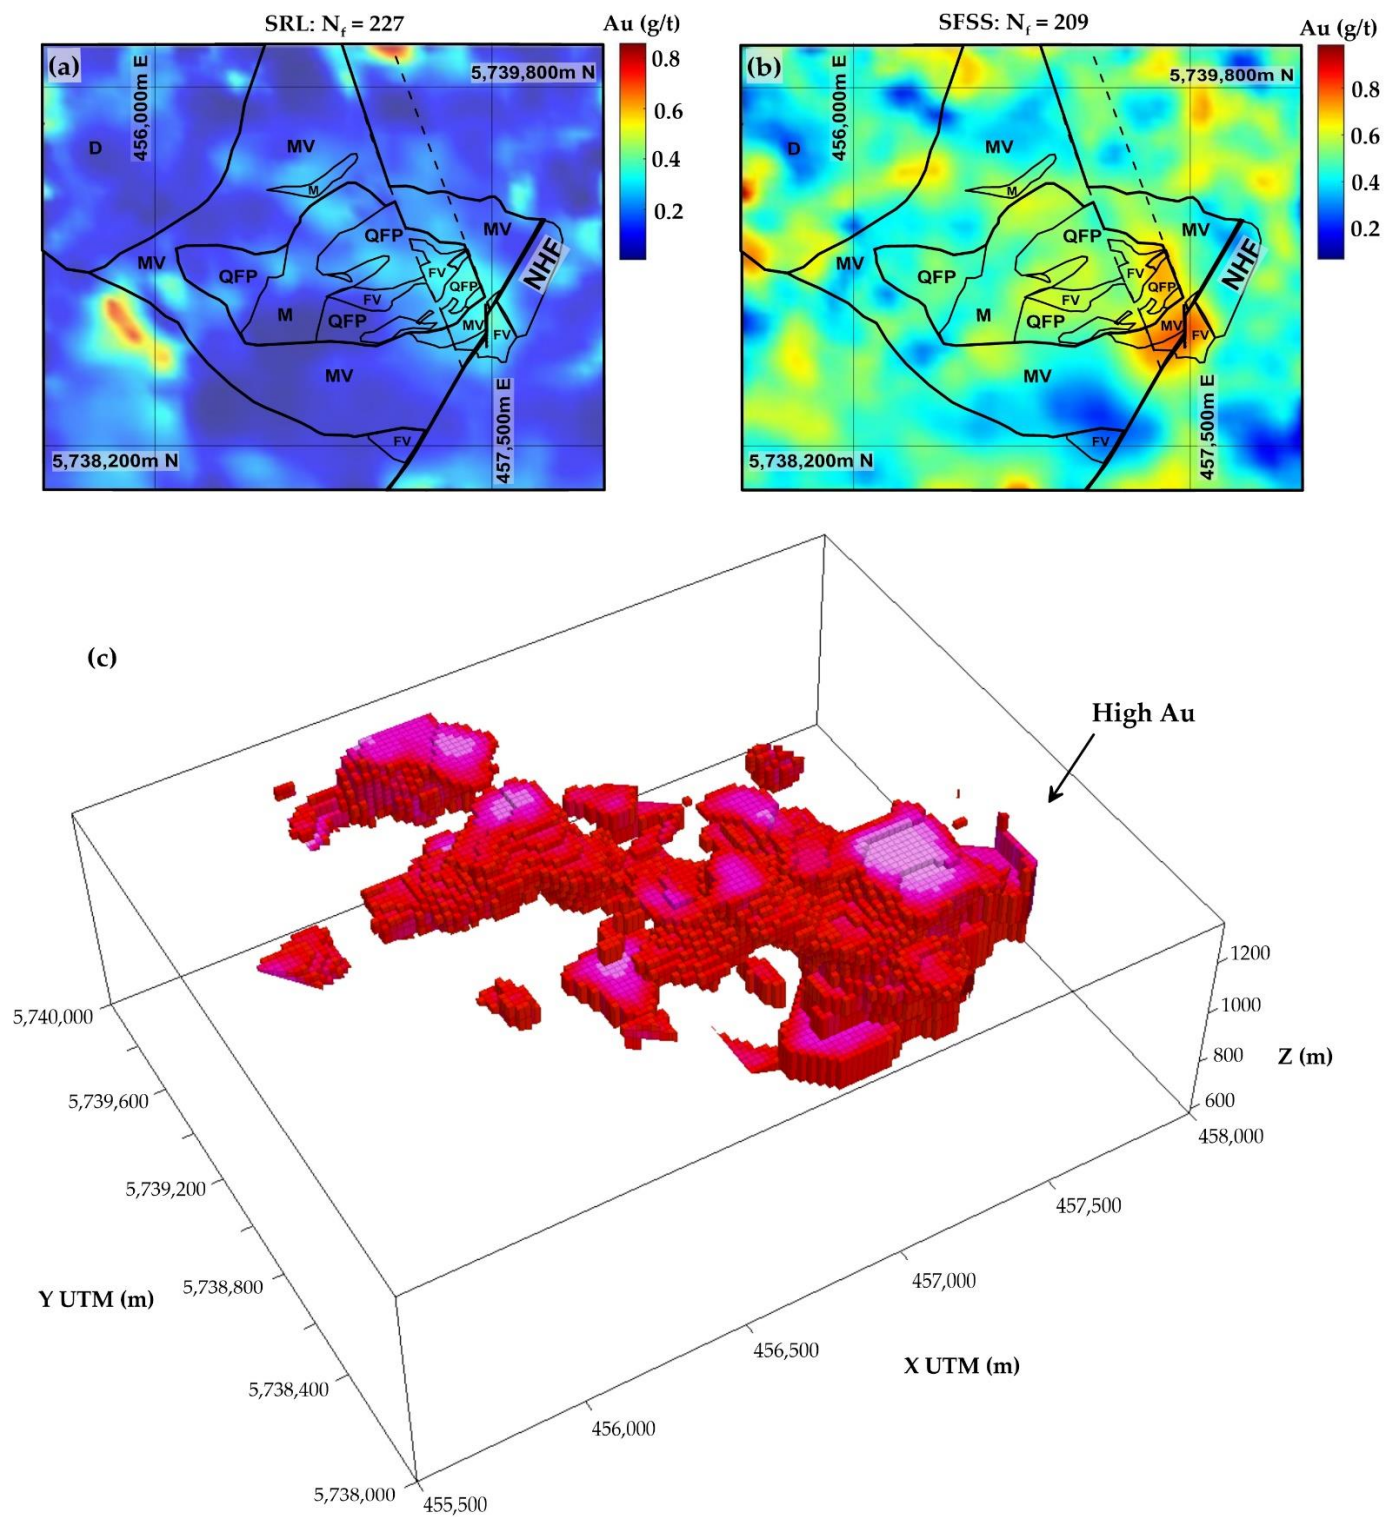 SRL: Nf = 227
Au (g/t)
(a)
456,000m E
5,739,800m N
0.8
0.6
0.4
0.2
D
MV
M
QFP
MV
MV
NHF
QFP
FV
QFP
M
FV
QFP
MV
FV
MV
FV
5,738,200m N
457,500m E
SFSS: Nf = 209
Au (g/t)
(b)
456,000m E
5,739,800m N
0.8
0.6
0.4
0.2
D
MV
M
QFP
MV
MV
NHF
QFP
FV
QFP
M
FV
QFP
MV
FV
MV
FV
5,738,200m N
457,500m E
(c)
High Au
1200
1000
800
600
Z (m)
5,740,000
5,739,600
5,739,200
5,738,800
5,738,400
5,738,000
Y UTM (m)
458,000
457,500
457,000
456,500
456,000
455,500
X UTM (m)